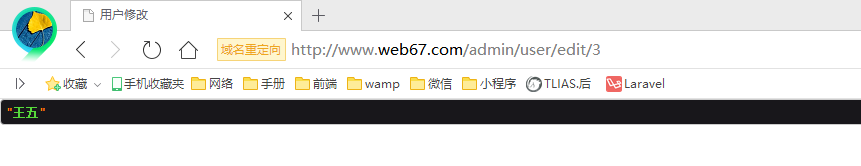 用户修改
域名重定向 http://www.web67.com/admin/user/edit/3
收藏 手机收藏夹 网络 手册 前端 wamp 微信 小程序 TLIAS.后 Laravel
"王五"